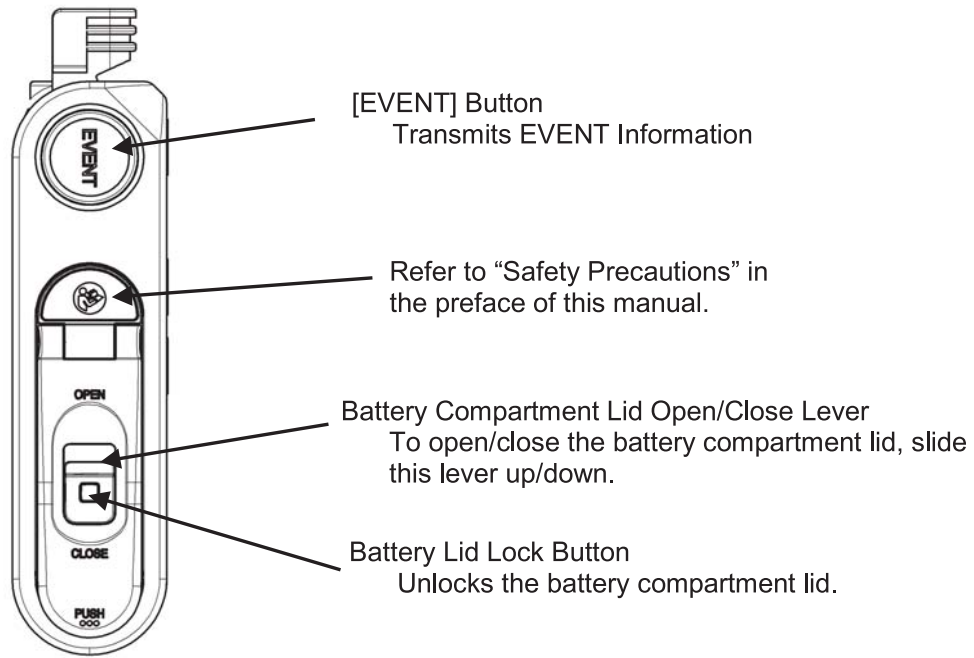 [EVENT] Button
Transmits EVENT Information
EVENT
Refer to “Safety Precautions” in
the preface of this manual.
OPEN
Battery Compartment Lid Open/Close Lever
To open/close the battery compartment lid, slide
this lever up/down.
CLOSE
Battery Lid Lock Button
Unlocks the battery compartment lid.
PUSH